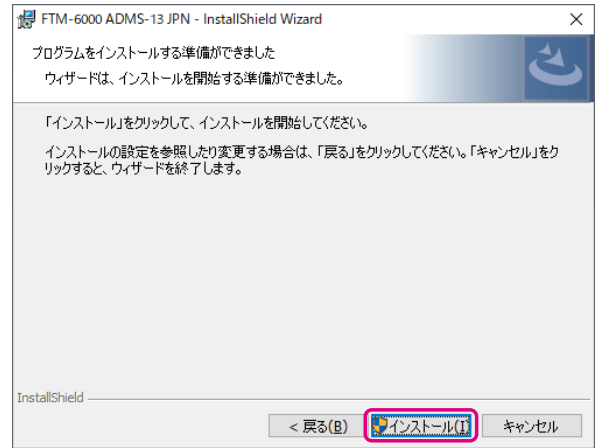 FTM-6000 ADMS-13 JPN - InstallShield Wizard
プログラムをインストールする準備ができました
ウィザードは、インストールを開始する準備ができました。
「インストール」をクリックして、インストールを開始してください。
インストールの設定を参照したり変更する場合は、「戻る」をクリックしてください。「キャンセル」をク
リックすると、ウィザードを終了します。
InstallShield
< 戻る(B) インストール(I) キャンセル